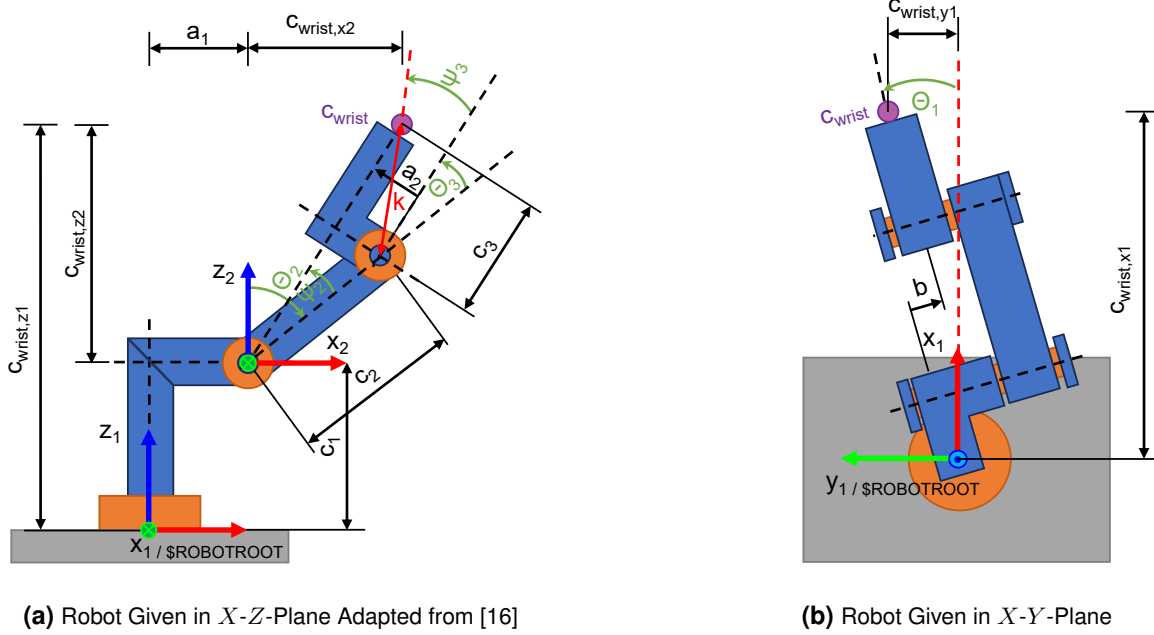 a1
cwrist,x2
ψ3
cwrist
a2
Θ3
k
c3
cwrist,z1
cwrist,z2
z2
Θ2
ψ2
x2
c2
c1
z1
x1 / $ROBOTROOT
(a) Robot Given in X-Z-Plane Adapted from [16]
cwrist,y1
cwrist
Θ1
b
x1
cwrist,x1
y1 / $ROBOTROOT
(b) Robot Given in X-Y-Plane